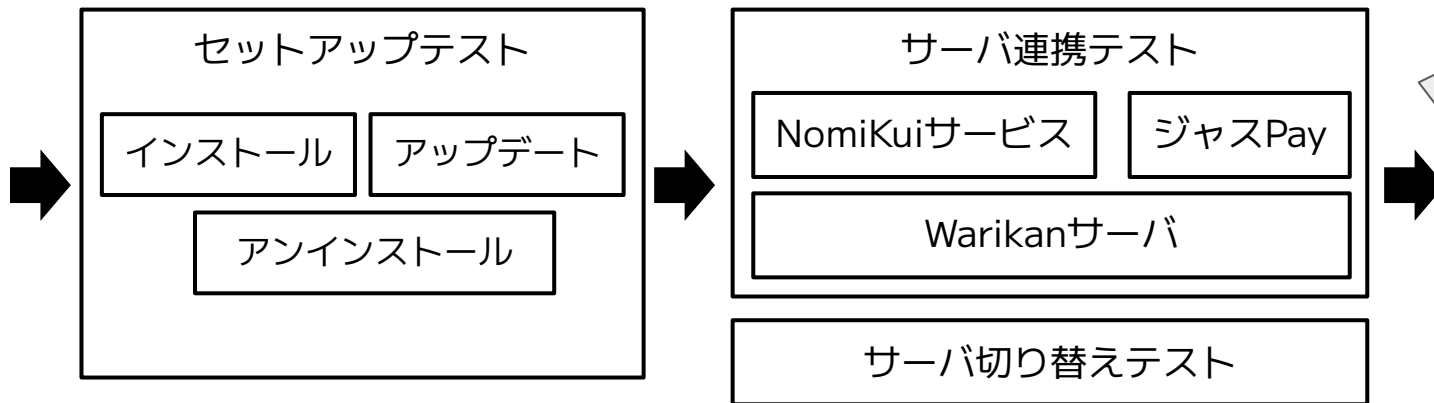 セットアップテスト
インストール
アップデート
アンインストール
サーバ連携テスト
NomiKuiサービス
ジャスPay
Warikanサーバ
サーバ切り替えテスト